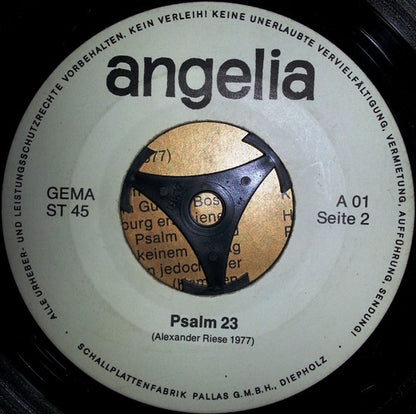 ALLE URHEBER- UND LEISTUNGSSCHUTZRECHTE VORBEHALTEN. KEIN VERLEIH! KEINE UNERLAUBTE VERVIELFÄLTIGUNG, VERMIETUNG, AUFFÜHRUNG, SENDUNG!
angelia
GEMA
ST 45
A 01
Seite 2
Psalm
keinem
jedoch
Psalm 23
(Alexander Riese 1977)
SCHALLPLATTENFABRIK PALLAS G.M.B.H., DIEPHOLZ